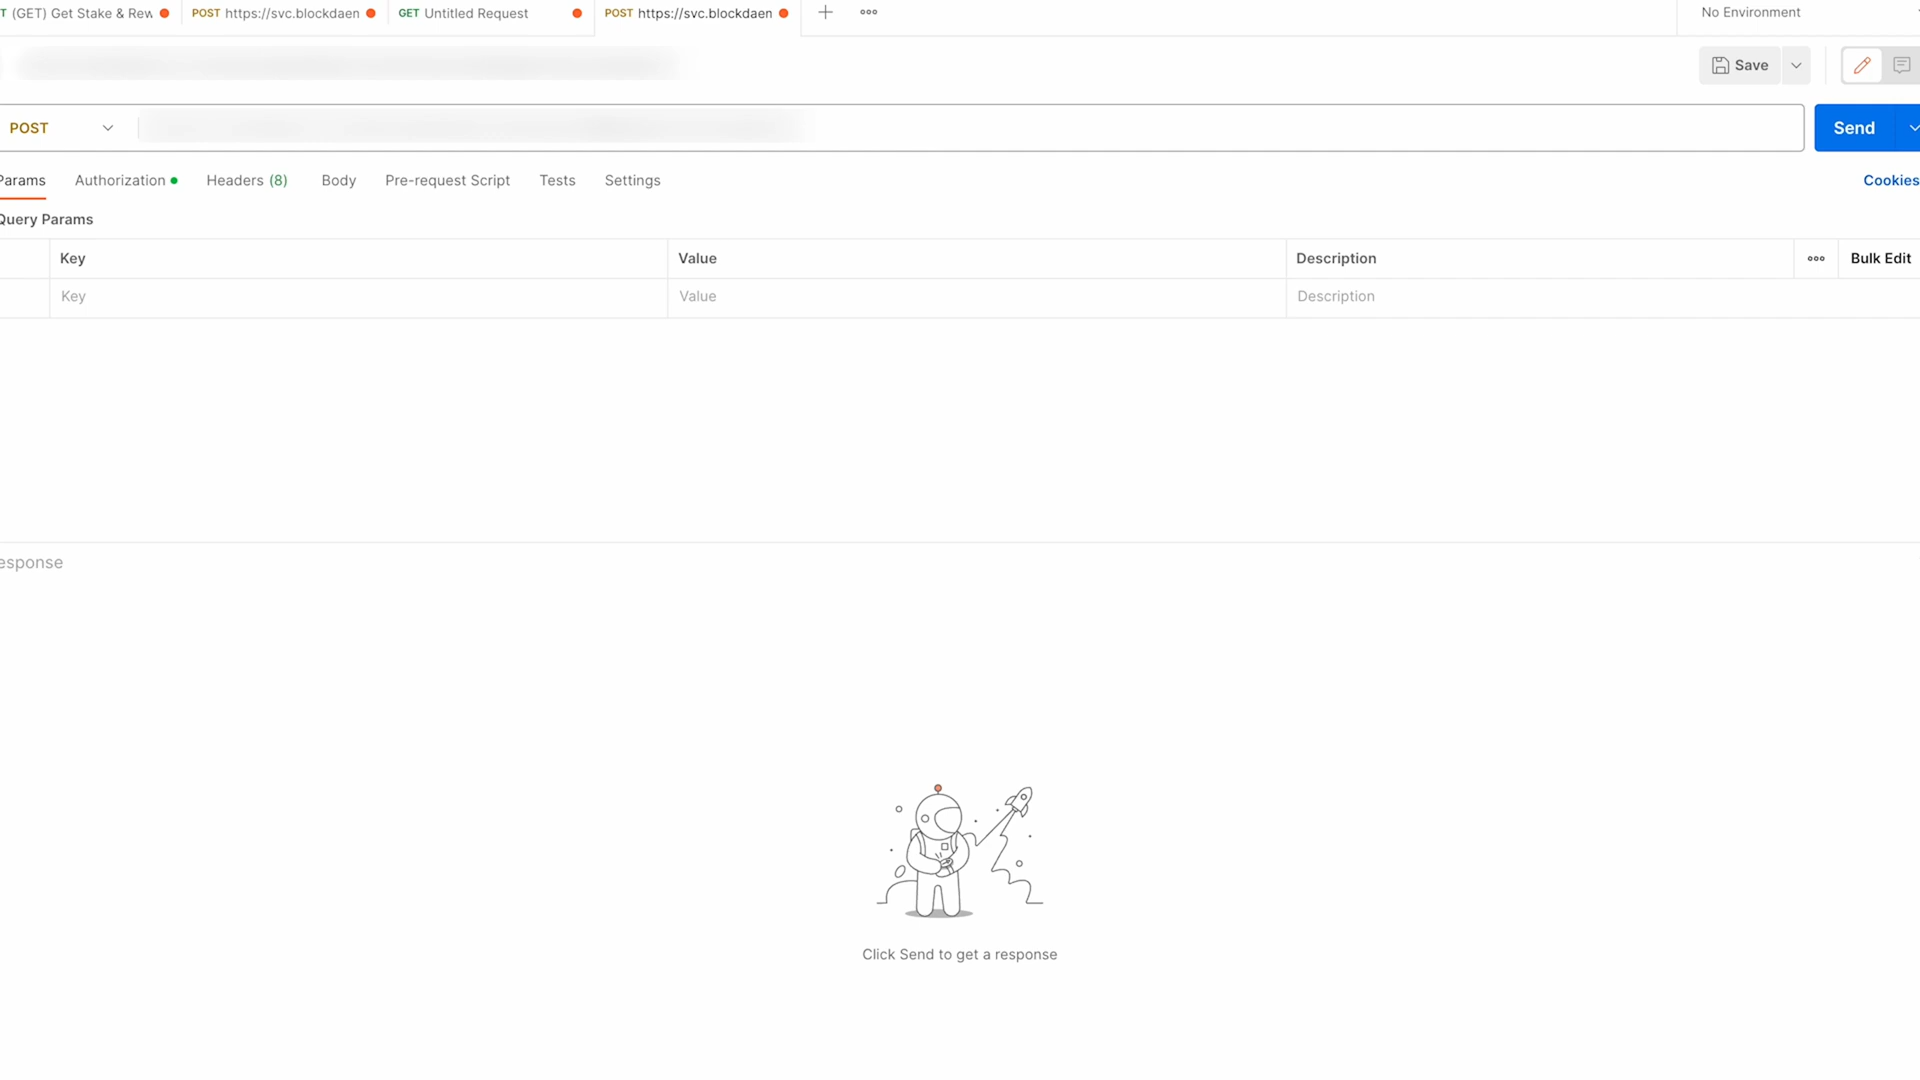 T (GET) Get Stake & Rew POST https://svc.blockdaen GET Untitled Request POST https://svc.blockdaen No Environment
Save
POST Send
Params Authorization Headers (8) Body Pre-request Script Tests Settings Cookies
Query Params
Key Value Description Bulk Edit
Key Value Description
esponse
Click Send to get a response